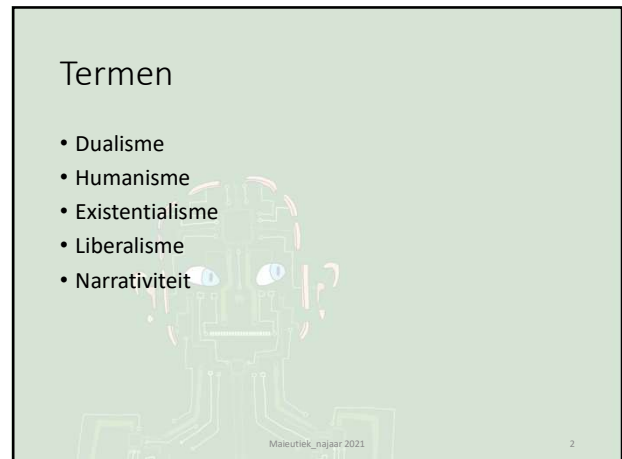 Termen
• Dualisme
• Humanisme
• Existentialisme
• Liberalisme
• Narrativiteit
Maieutiek_najaar 2021 2